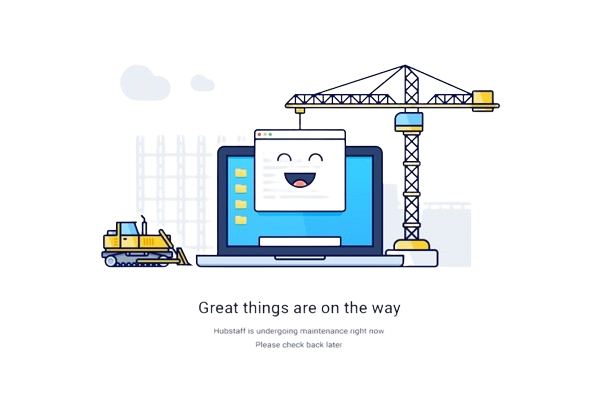 Great things are on the way
Hubstaff is undergoing maintenance right now
Please check back later